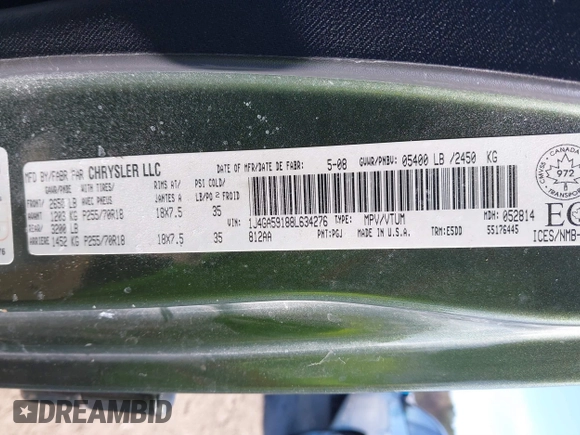 MFD BY/FABR PAR CHRYSLER LLC
DATE OF MFR/DATE DE FABR: 5-08 GVWR/PNBV: 05400 LB /2450 KG
GAWR/PNBE WITH TIRES/ RIMS AT/ PSI COLD/
AVEC PNEUS JANTES A LB/PO 2 FROID
FRONT/ 2650 LB
AVANT 1203 KG P255/70R18 18X7.5 35
REAR/ 3200 LB
ARRIERE 1452 KG P255/70R18 18X7.5 35
1J4GA59188L634276 TYPE: MPV/VTUM MDH: 052814
812AA PNT: PGJ MADE IN U.S.A. TRM: ESDD 55176445
CANADA
972
TRANSPORT
ICES/NMB-
DREAMBID